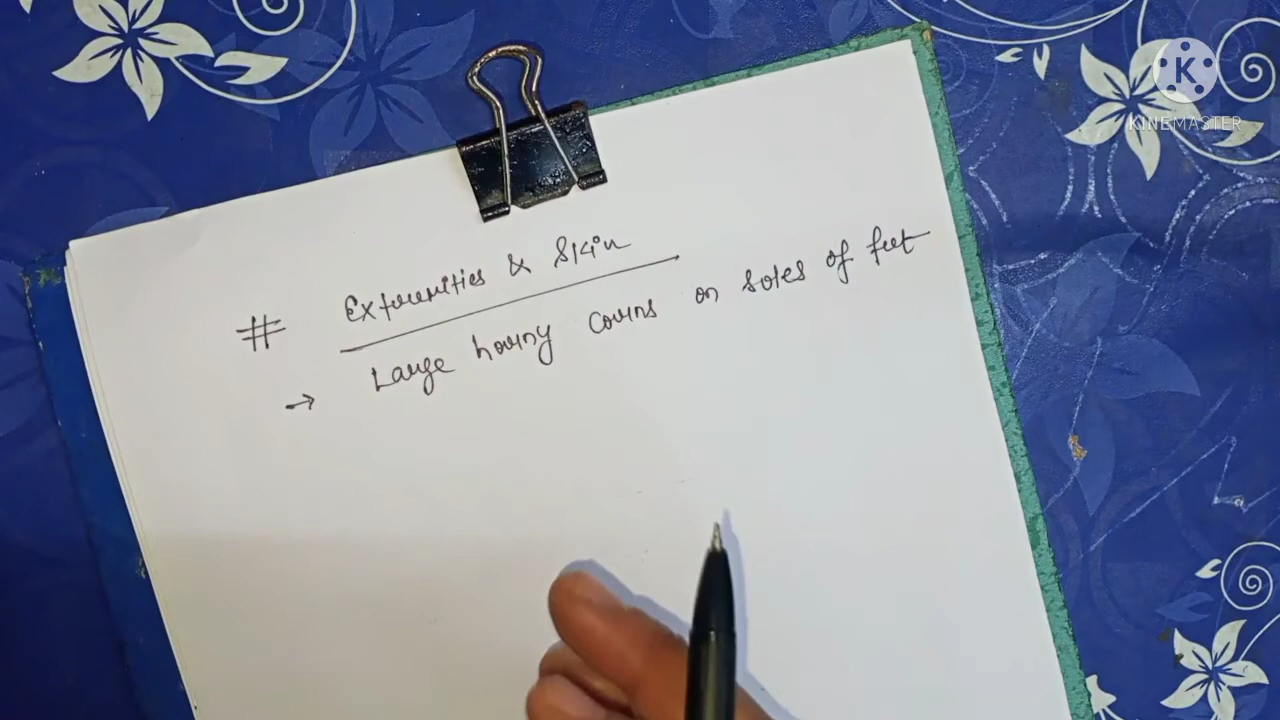 # Extremities & Skin
→ Large horny corns on soles of feet
K
KINEMASTER